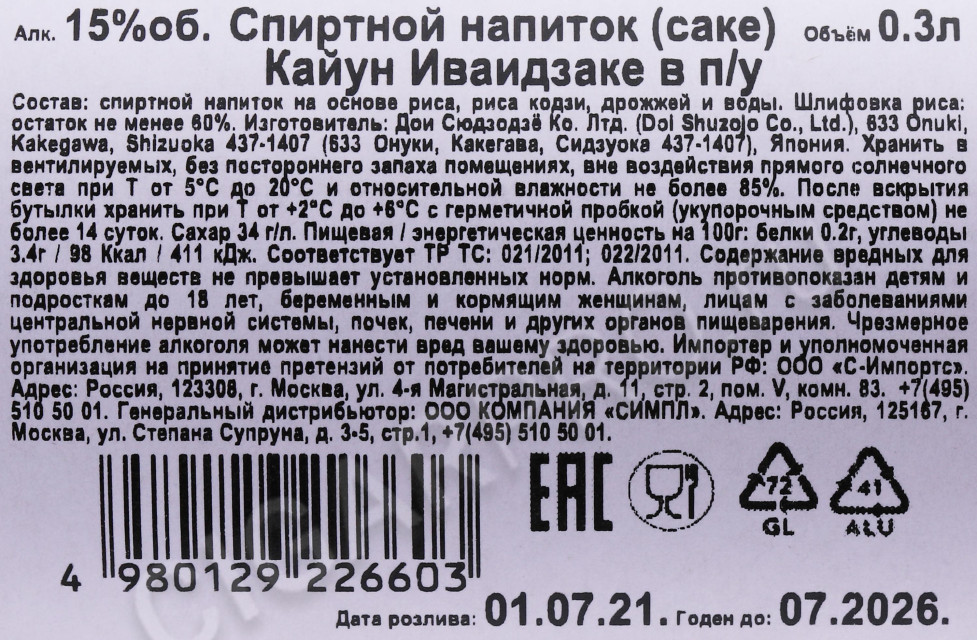 Алк. 15%об. Спиртной напиток (саке) Объём 0.3л
Кайун Иваидзаке в п/у
Состав: спиртной напиток на основе риса, риса кодзи, дрожжей и воды. Шлифовка риса:
остаток не менее 60%. Изготовитель: Дои Сюдзодзё Ко. Лтд. (Doi Shuzojo Co., Ltd.), 633 Onuki,
Kakegawa, Shizuoka 437-1407 (633 Онуки, Какегава, Сидзуока 437-1407), Япония. Хранить в
вентилируемых, без постороннего запаха помещениях, вне воздействия прямого солнечного
света при Т от 5°С до 20°С и относительной влажности не более 85%. После вскрытия
бутылки хранить при Т от +2°С до +6°С с герметичной пробкой (укупорочным средством) не
более 14 суток. Сахар 34 г/л. Пищевая / энергетическая ценность на 100г: белки 0.2г, углеводы
3.4г / 98 Ккал / 411 кДж. Соответствует ТР ТС: 021/2011; 022/2011. Содержание вредных для
здоровья веществ не превышает установленных норм. Алкоголь противопоказан детям и
подросткам до 18 лет, беременным и кормящим женщинам, лицам с заболеваниями
центральной нервной системы, почек, печени и других органов пищеварения. Чрезмерное
употребление алкоголя может нанести вред вашему здоровью. Импортер и уполномоченная
организация на принятие претензий от потребителей на территории РФ: ООО «С-Импортс».
Адрес: Россия, 123308, г. Москва, ул. 4-я Магистральная, д. 11, стр. 2, пом. V, комн. 83. +7(495)
510 50 01. Генеральный дистрибьютор: ООО КОМПАНИЯ «СИМПЛ». Адрес: Россия, 125167, г.
Москва, ул. Степана Супруна, д. 3-5, стр.1, +7(495) 510 50 01.
EAC
72 41
GL ALU
4 980129 226603
Дата розлива: 01.07.21. Годен до: 07.2026.